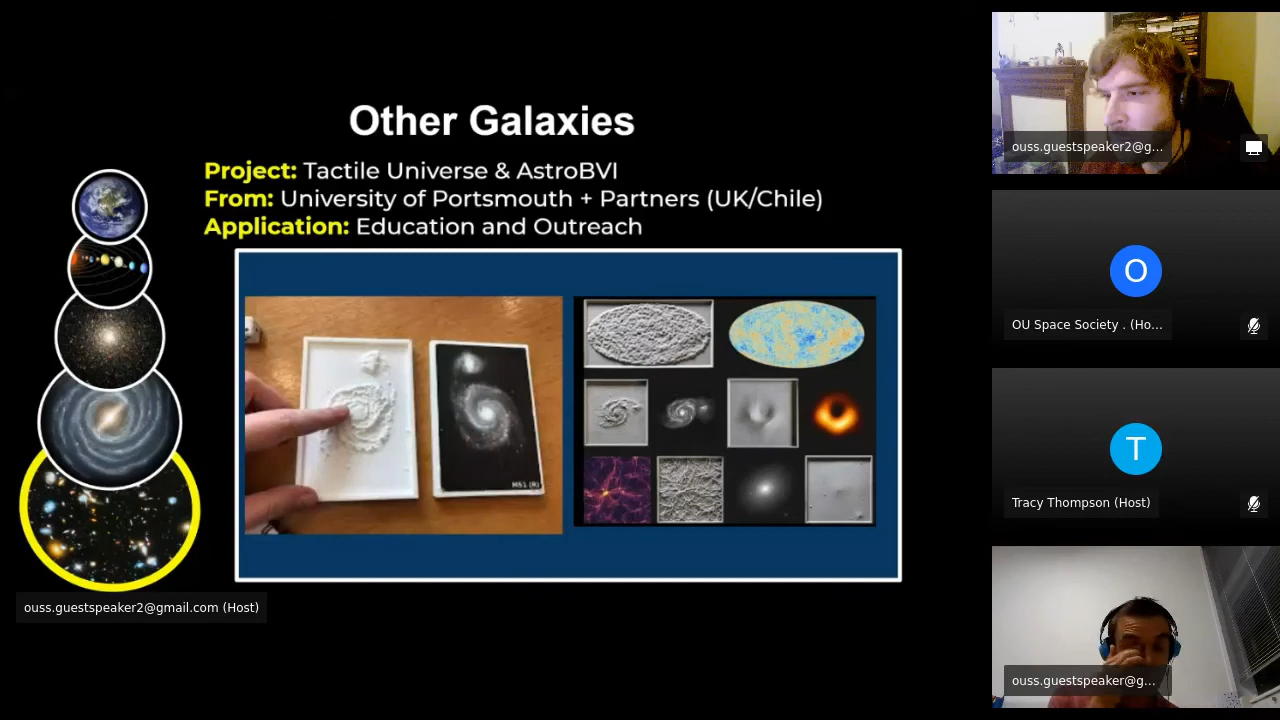 Other Galaxies
Project: Tactile Universe & AstroBVI
From: University of Portsmouth + Partners (UK/Chile)
Application: Education and Outreach
M51 (R)
ouss.guestspeaker2@gmail.com (Host)
ouss.guestspeaker2@g...
O
OU Space Society . (Ho...
T
Tracy Thompson (Host)
ouss.guestspeaker@g...